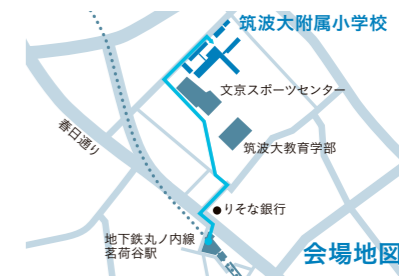 筑波大附属小学校
文京スポーツセンター
筑波大教育学部
春日通り
りそな銀行
地下鉄丸ノ内線
茗荷谷駅
会場地図